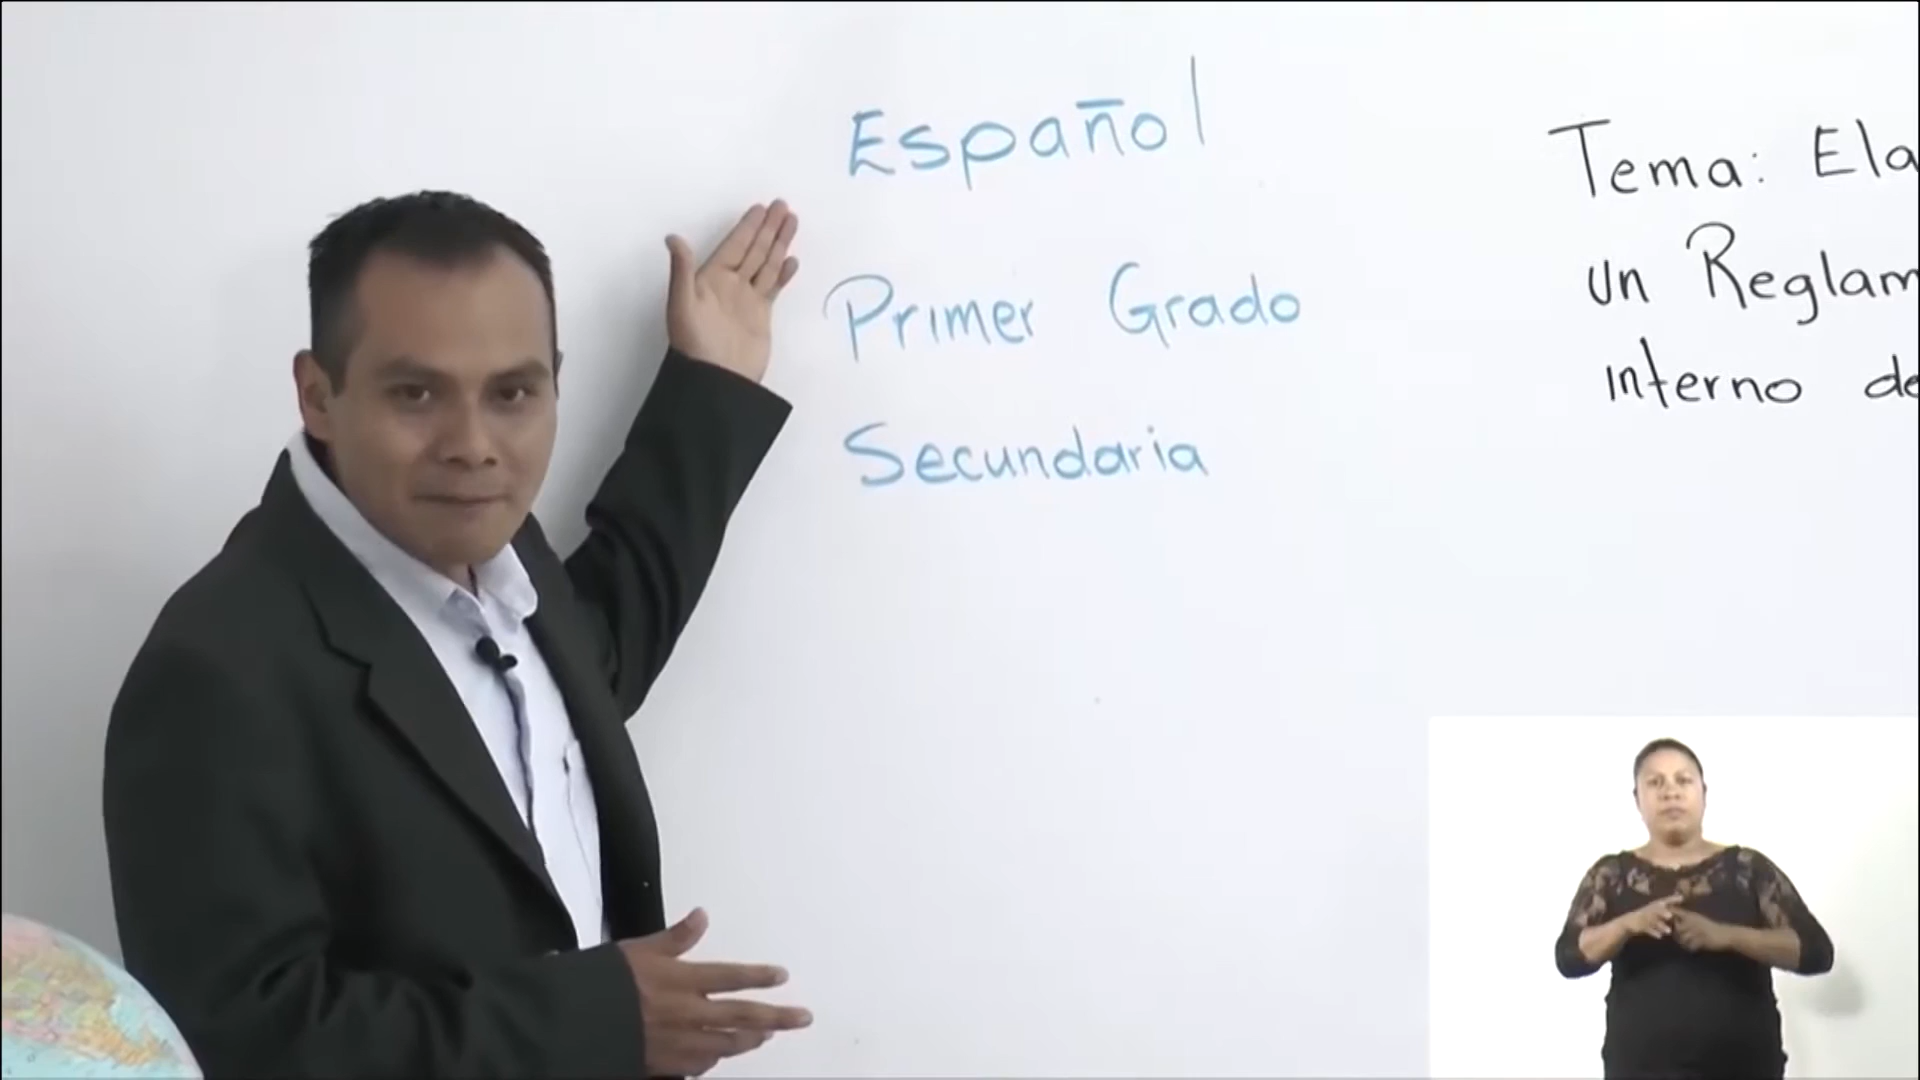 Español
Primer Grado
Secundaria
Tema: Ela
un Reglam
interno de